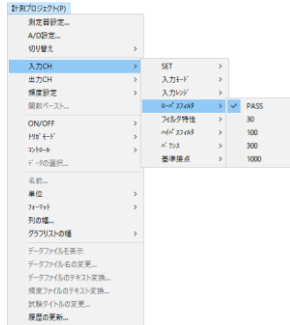 計測プロジェクト(P)
測定器設定...
A/D設定...
切り替え
入力CH
出力CH
頻度設定
関数ペースト...
ON/OFF
ﾄﾘｶﾞﾓｰﾄﾞ
ｺﾝﾄﾛｰﾙ
ﾃﾞｰﾀの選択...
名前...
単位
ﾌｫｰﾏｯﾄ
列の幅...
グラフリストの幅
データファイルを表示
データファイル名の変更...
データファイルのテキスト変換...
頻度ファイルのテキスト変換...
試験タイトルの変更...
履歴の更新...
SET
入力ﾓｰﾄﾞ
入力ﾚﾝｼﾞ
ﾛｰﾊﾟｽﾌｨﾙﾀ
フィルタ特性
ﾊｲﾊﾟｽﾌｨﾙﾀ
ﾊﾞﾗﾝｽ
基準接点
PASS
30
100
300
1000